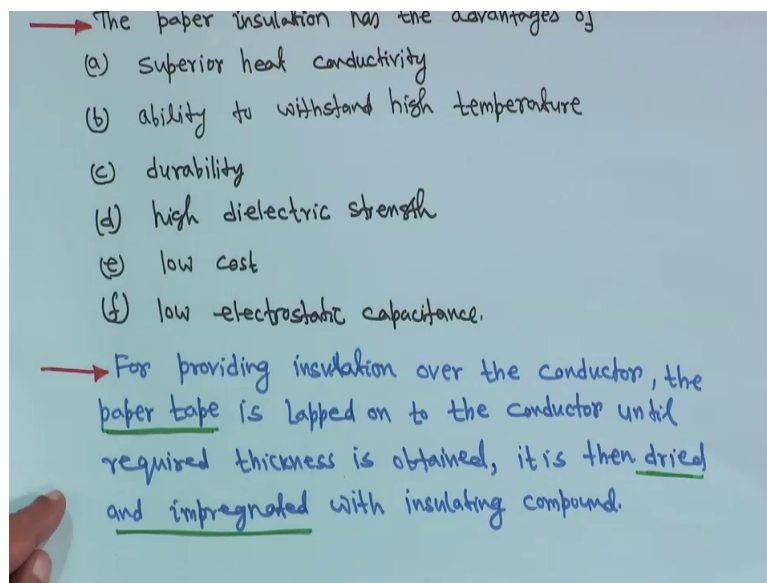 The paper insulation has the advantages of
(a) superior heat conductivity
(b) ability to withstand high temperature
(c) durability
(d) high dielectric strength
(e) low cost
(f) low electrostatic capacitance.
For providing insulation over the conductor, the
paper tape is lapped on to the conductor until
required thickness is obtained, it is then dried
and impregnated with insulating compound.